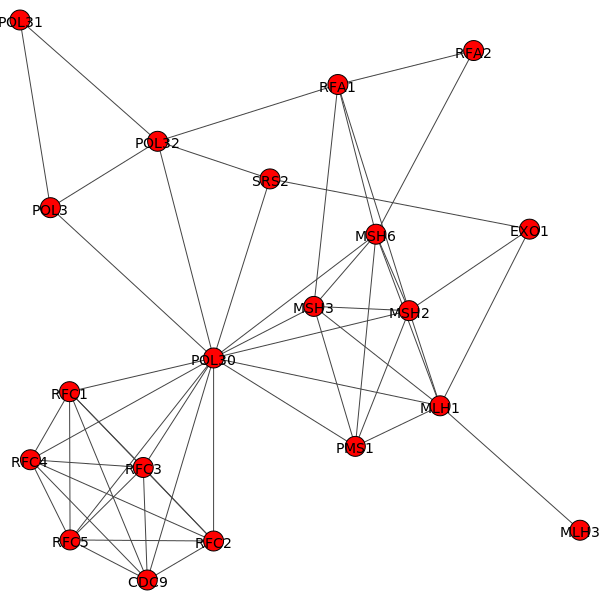 POL31
RFA2
RFA1
POL32
SRS2
POL3
EXO1
MSH6
MSH3
MSH2
POL30
RFC1
MLH1
PMS1
RFC4
RFC3
MLH3
RFC5
RFC2
CDC9